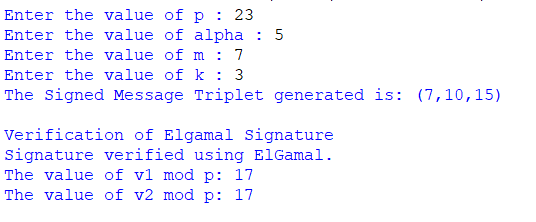 Enter the value of p : 23
Enter the value of alpha : 5
Enter the value of m : 7
Enter the value of k : 3
The Signed Message Triplet generated is: (7,10,15)
Verification of Elgamal Signature
Signature verified using ElGamal.
The value of v1 mod p: 17
The value of v2 mod p: 17